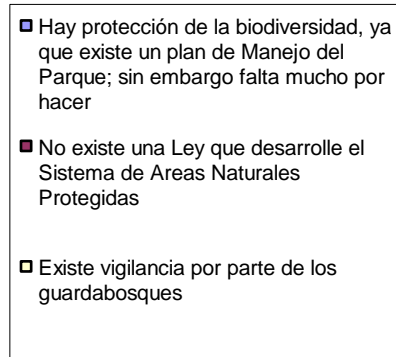 Hay protección de la biodiversidad, ya
que existe un plan de Manejo del
Parque; sin embargo falta mucho por
hacer
No existe una Ley que desarrolle el
Sistema de Areas Naturales
Protegidas
Existe vigilancia por parte de los
guardabosques